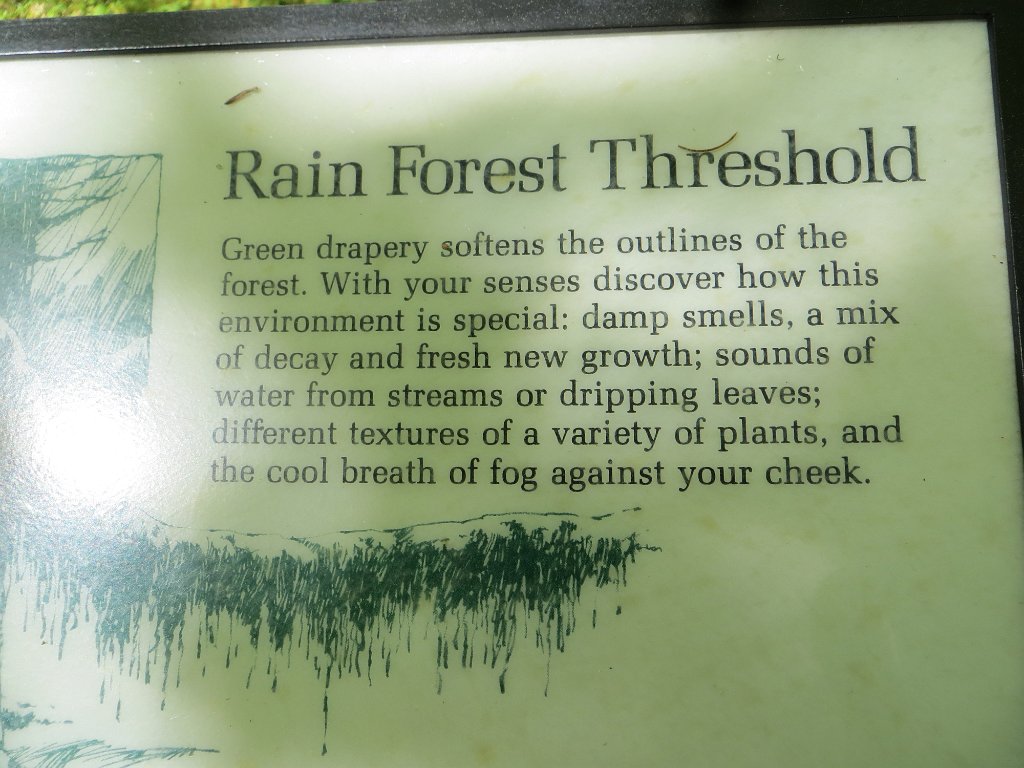 Rain Forest Threshold
Green drapery softens the outlines of the
forest. With your senses discover how this
environment is special: damp smells, a mix
of decay and fresh new growth; sounds of
water from streams or dripping leaves;
different textures of a variety of plants, and
the cool breath of fog against your cheek.